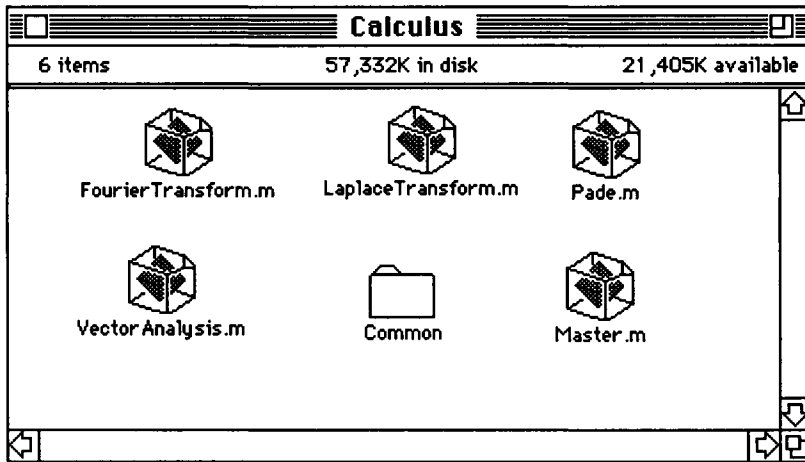 Calculus
6 items 57,332K in disk 21,405K available
FourierTransform.m LaplaceTransform.m Pade.m
VectorAnalysis.m Common Master.m